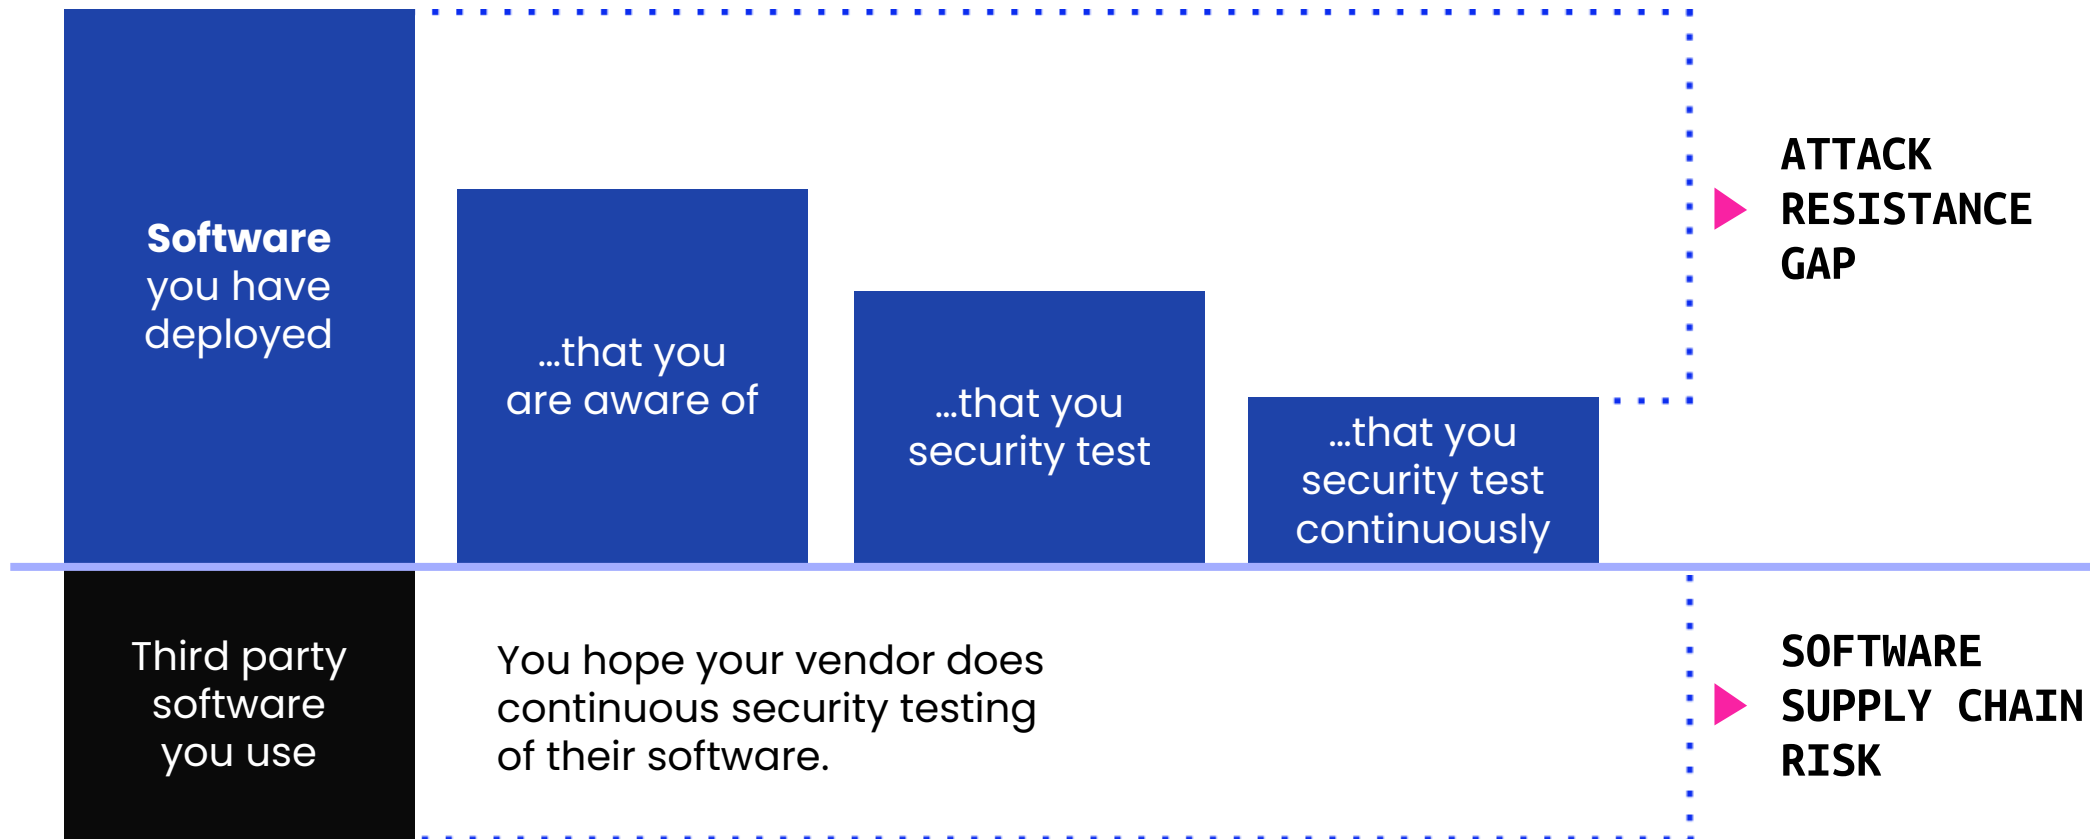 Software
you have
deployed
…that you
are aware of
…that you
security test
…that you
security test
continuously
ATTACK
RESISTANCE
GAP
Third party
software
you use
You hope your vendor does
continuous security testing
of their software.
SOFTWARE
SUPPLY CHAIN
RISK